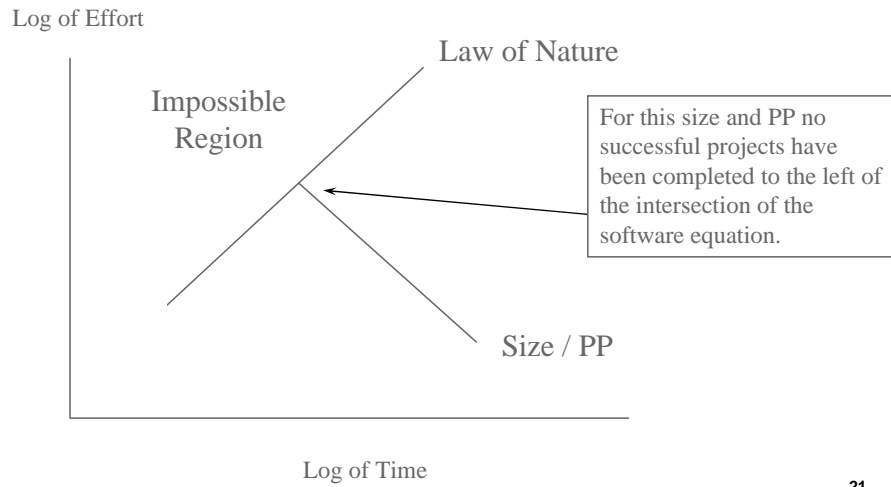 Log of Effort
Law of Nature
Impossible
Region
For this size and PP no
successful projects have
been completed to the left of
the intersection of the
software equation.
Size / PP
Log of Time
21